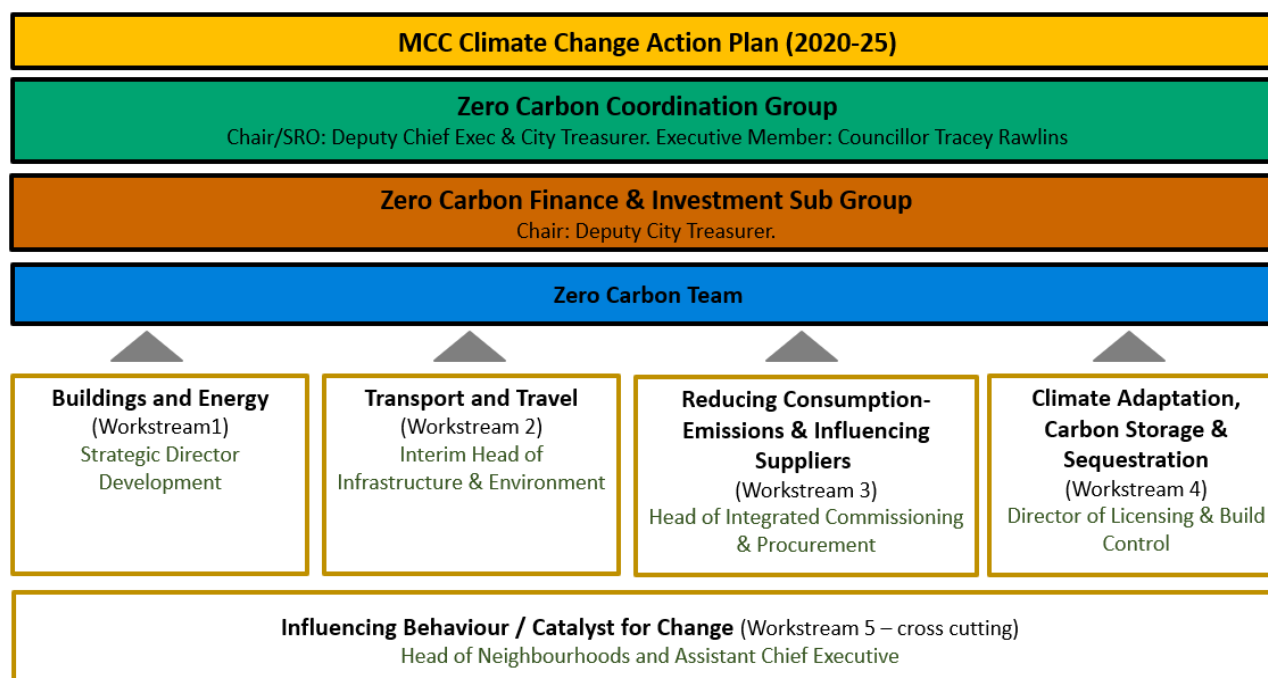 MCC Climate Change Action Plan (2020-25)
Zero Carbon Coordination Group
Chair/SRO: Deputy Chief Exec & City Treasurer. Executive Member: Councillor Tracey Rawlins
Zero Carbon Finance & Investment Sub Group
Chair: Deputy City Treasurer.
Zero Carbon Team
Buildings and Energy
(Workstream1)
Strategic Director
Development
Transport and Travel
(Workstream 2)
Interim Head of
Infrastructure & Environment
Reducing Consumption-
Emissions & Influencing
Suppliers
(Workstream 3)
Head of Integrated Commissioning
& Procurement
Climate Adaptation,
Carbon Storage &
Sequestration
(Workstream 4)
Director of Licensing & Build
Control
Influencing Behaviour / Catalyst for Change (Workstream 5 – cross cutting)
Head of Neighbourhoods and Assistant Chief Executive